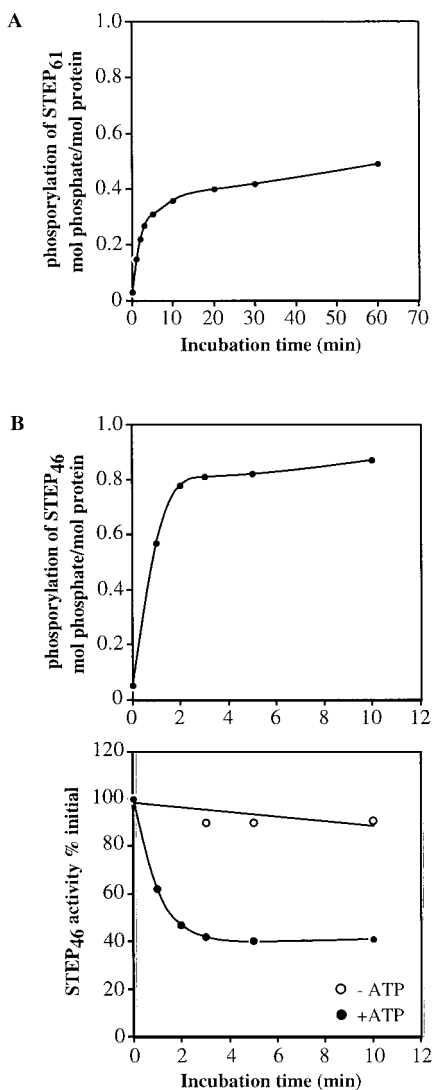 A
phosporylation of STEP61
mol phosphate/mol protein
1.0
0.8
0.6
0.4
0.2
0
0 10 20 30 40 50 60 70
Incubation time (min)
B
phosporylation of STEP46
mol phosphate/mol protein
1.0
0.8
0.6
0.4
0.2
0
0 2 4 6 8 10 12
STEP46 activity % initial
120
100
80
60
40
20
0
- ATP
+ATP
0 2 4 6 8 10 12
Incubation time (min)